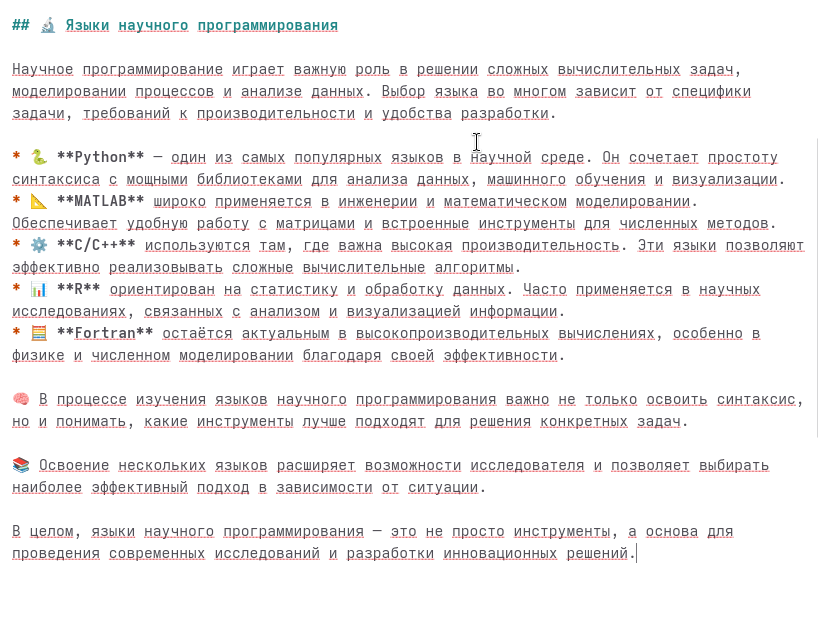 ## 🔬 Языки научного программирования
Научное программирование играет важную роль в решении сложных вычислительных задач,
моделировании процессов и анализе данных. Выбор языка во многом зависит от специфики
задачи, требований к производительности и удобства разработки.
* 🐍 **Python** — один из самых популярных языков в научной среде. Он сочетает простоту
синтаксиса с мощными библиотеками для анализа данных, машинного обучения и визуализации.
* 📐 **MATLAB** широко применяется в инженерии и математическом моделировании.
Обеспечивает удобную работу с матрицами и встроенные инструменты для численных методов.
* ⚙️ **C/C++** используются там, где важна высокая производительность. Эти языки позволяют
эффективно реализовывать сложные вычислительные алгоритмы.
* 📊 **R** ориентирован на статистику и обработку данных. Часто применяется в научных
исследованиях, связанных с анализом и визуализацией информации.
* 🧮 **Fortran** остаётся актуальным в высокопроизводительных вычислениях, особенно в
физике и численном моделировании благодаря своей эффективности.
🧠 В процессе изучения языков научного программирования важно не только освоить синтаксис,
но и понимать, какие инструменты лучше подходят для решения конкретных задач.
📚 Освоение нескольких языков расширяет возможности исследователя и позволяет выбирать
наиболее эффективный подход в зависимости от ситуации.
В целом, языки научного программирования — это не просто инструменты, а основа для
проведения современных исследований и разработки инновационных решений.